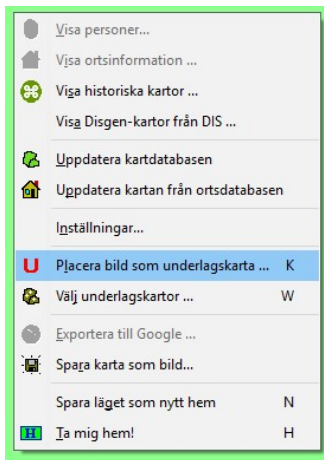 Visa personer...
Visa ortsinformation ...
Visa historiska kartor ...
Visa Disgen-kartor från DIS ...
Uppdatera kartdatabasen
Uppdatera kartan från ortsdatabasen
Inställningar...
U Placera bild som underlagskarta ... K
Välj underlagskartor ... W
Exportera till Google ...
Spara karta som bild...
Spara läget som nytt hem N
H Ta mig hem! H